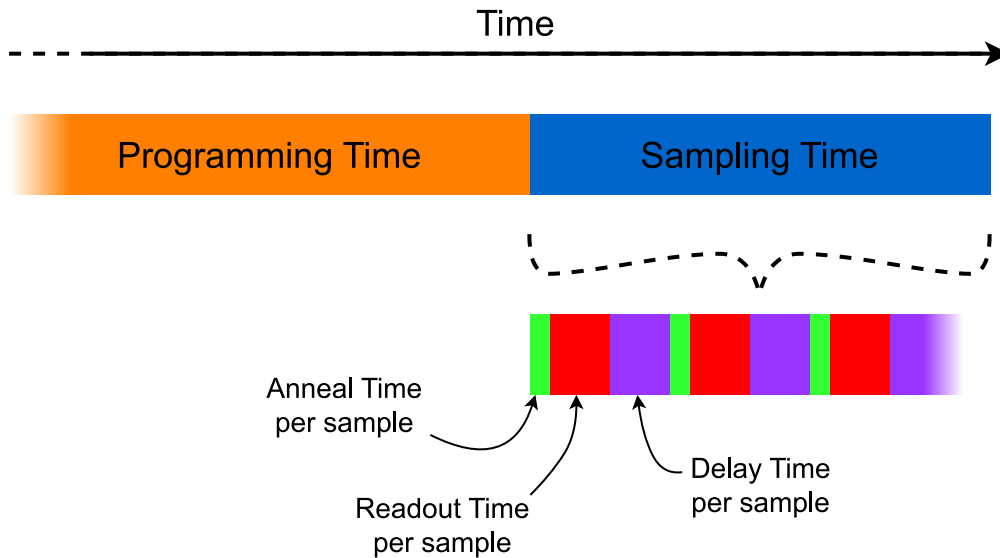 Time
Programming Time
Sampling Time
Anneal Time
per sample
Readout Time
per sample
Delay Time
per sample